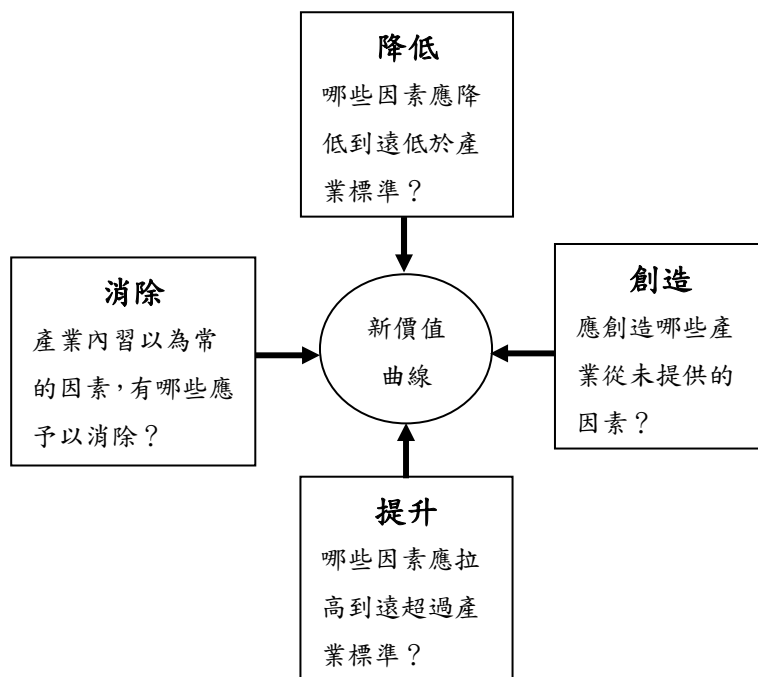 降低
哪些因素應降
低到遠低於產
業標準？
消除
產業內習以為常
的因素，有哪些應
予以消除？
新價值
曲線
創造
應創造哪些產
業從未提供的
因素？
提升
哪些因素應拉
高到遠超過產
業標準？